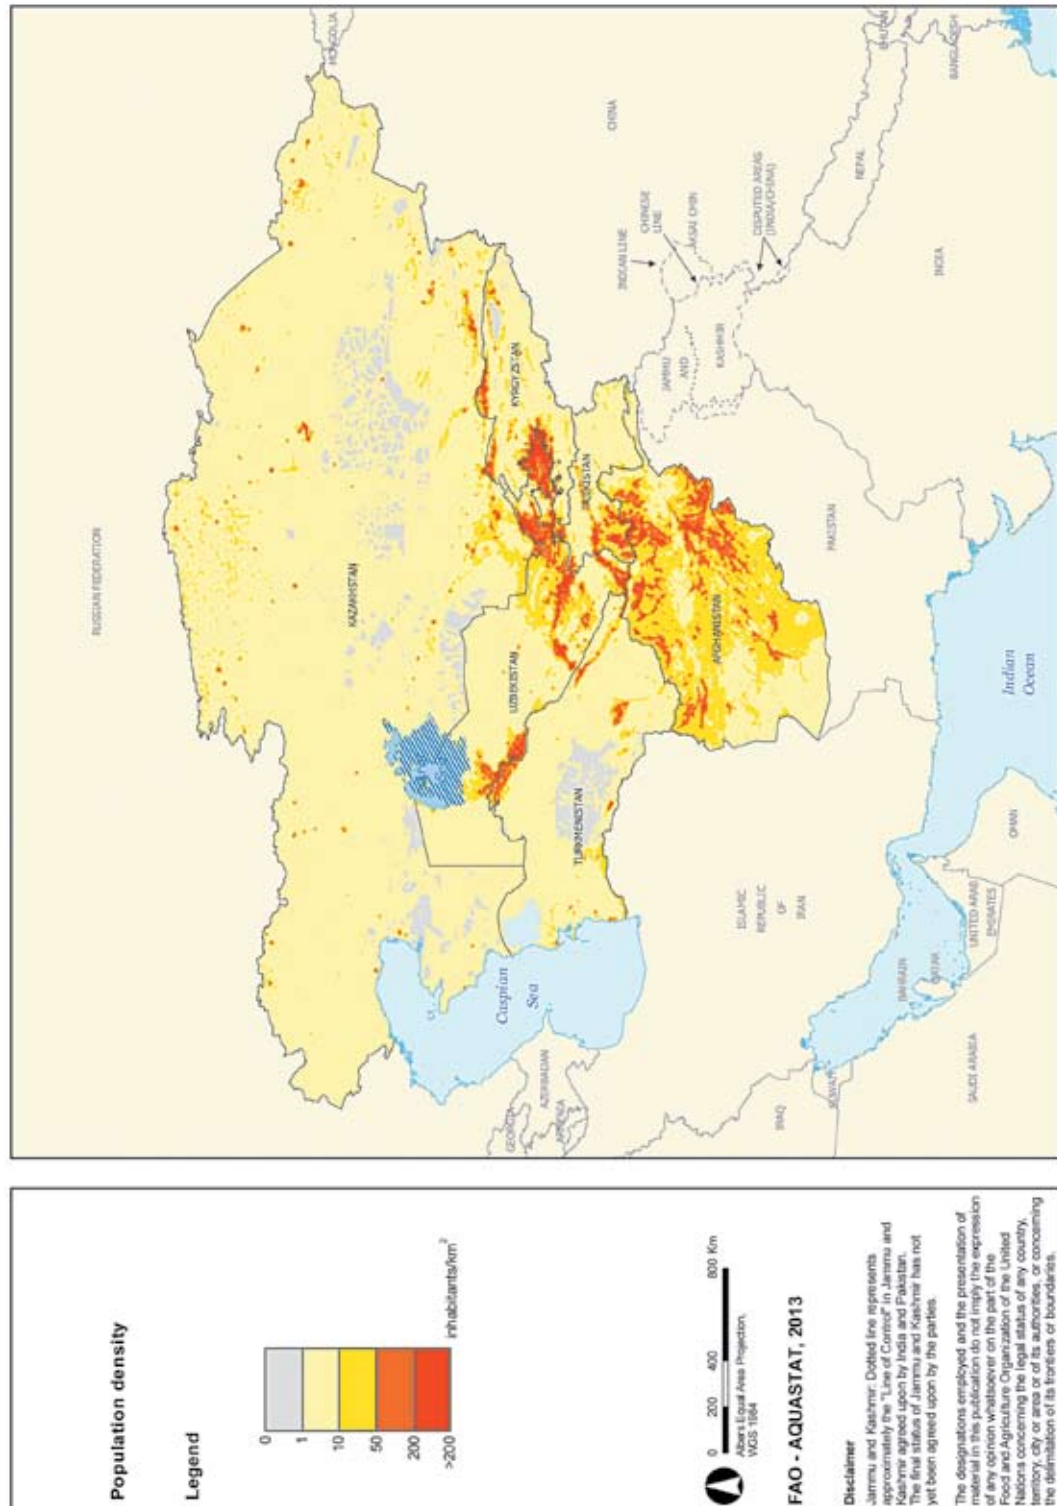 Population density
Legend
0
1
10
50
200
>200
inhabitants/km²
0 200 400 800 Km
Albers Equal Area Projection,
WGS 1984
FAO - AQUASTAT, 2013
Disclaimer
Jammu and Kashmir: Dotted line represents
approximately the "Line of Control" in Jammu and
Kashmir agreed upon by India and Pakistan.
The final status of Jammu and Kashmir has not
yet been agreed upon by the parties.
The designations employed and the presentation of
material in this publication do not imply the expression
of any opinion whatsoever on the part of the
Food and Agriculture Organization of the United
Nations concerning the legal status of any country,
territory, city or area or of its authorities, or concerning
the delimitation of its frontiers or boundaries.
RUSSIAN FEDERATION
MONGOLIA
KAZAKHSTAN
CHINA
GEORGIA
AZERBAIJAN
ARMENIA
Caspian
Sea
UZBEKISTAN
KYRGYZSTAN
TURKMENISTAN
TAJIKISTAN
AFGHANISTAN
INDIAN LINE
CHINESE
LINE
AKSAI CHIN
JAMMU
AND
KASHMIR
DISPUTED AREAS
(INDIA/CHINA)
ISLAMIC
REPUBLIC
OF
IRAN
IRAQ
KUWAIT
PAKISTAN
NEPAL
BHUTAN
BANGLADESH
INDIA
BAHRAIN
QATAR
SAUDI ARABIA
UNITED ARAB
EMIRATES
OMAN
Indian
Ocean